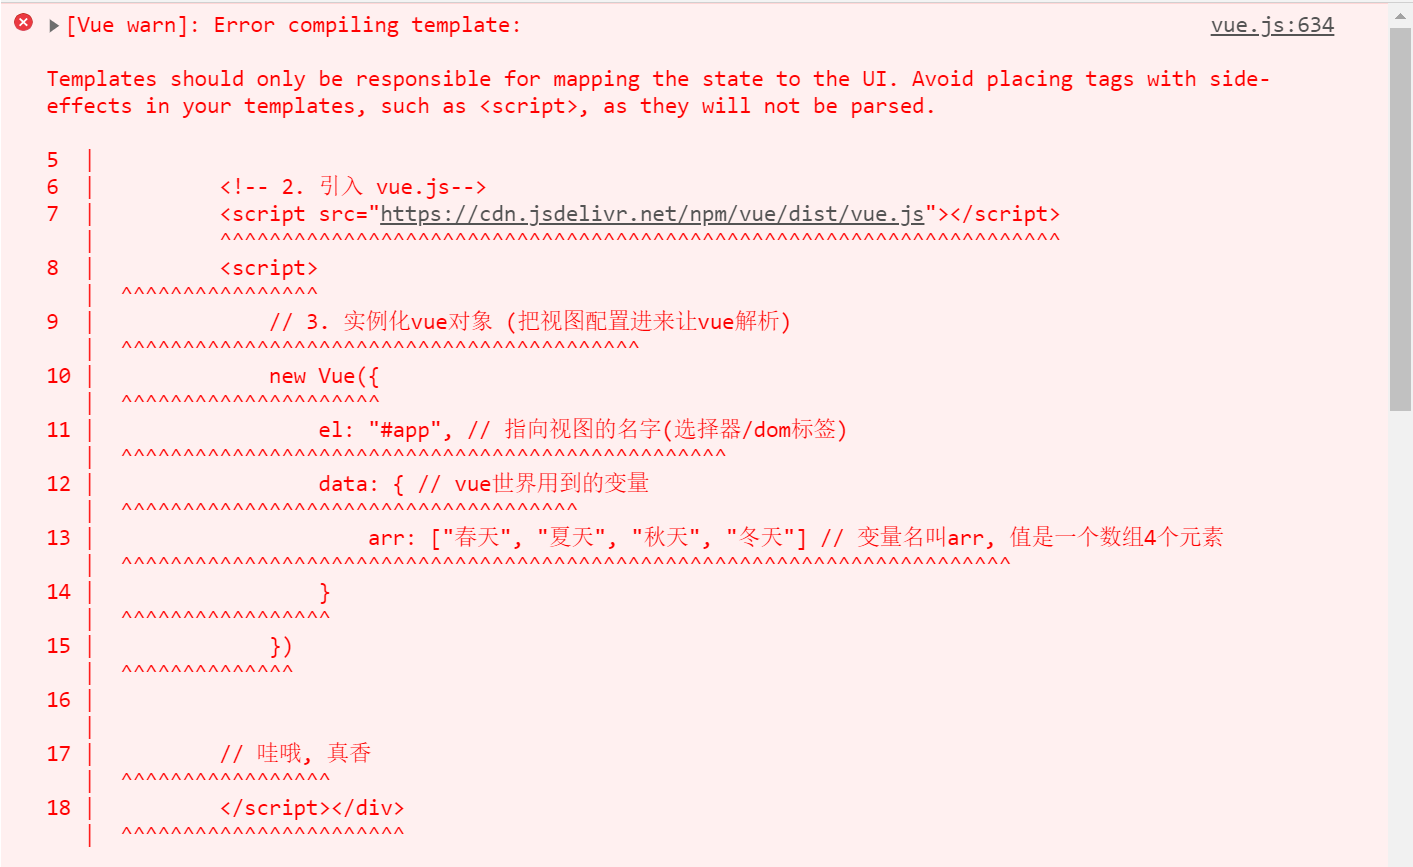 [Vue warn]: Error compiling template: vue.js:634
Templates should only be responsible for mapping the state to the UI. Avoid placing tags with side-
effects in your templates, such as <script>, as they will not be parsed.
5  |
6  |          <!-- 2. 引入 vue.js-->
7  |          <script src="https://cdn.jsdelivr.net/npm/vue/dist/vue.js"></script>
   |          ^^^^^^^^^^^^^^^^^^^^^^^^^^^^^^^^^^^^^^^^^^^^^^^^^^^^^^^^^^^^^^^^^^^^
8  |          <script>
   |  ^^^^^^^^^^^^^^^^
9  |              // 3. 实例化vue对象 (把视图配置进来让vue解析)
   |  ^^^^^^^^^^^^^^^^^^^^^^^^^^^^^^^^^^^^^^^^^^
10 |              new Vue({
   |  ^^^^^^^^^^^^^^^^^^^^^
11 |                  el: "#app", // 指向视图的名字(选择器/dom标签)
   |  ^^^^^^^^^^^^^^^^^^^^^^^^^^^^^^^^^^^^^^^^^^^^^^^^^
12 |                  data: { // vue世界用到的变量
   |  ^^^^^^^^^^^^^^^^^^^^^^^^^^^^^^^^^^^^^
13 |                      arr: ["春天", "夏天", "秋天", "冬天"] // 变量名叫arr, 值是一个数组4个元素
   |  ^^^^^^^^^^^^^^^^^^^^^^^^^^^^^^^^^^^^^^^^^^^^^^^^^^^^^^^^^^^^^^^^^^^^^^^^
14 |                  }
   |  ^^^^^^^^^^^^^^^^^
15 |              })
   |  ^^^^^^^^^^^^^^
16 |
   |
17 |          // 哇哦, 真香
   |  ^^^^^^^^^^^^^^^^^
18 |          </script></div>
   |  ^^^^^^^^^^^^^^^^^^^^^^^